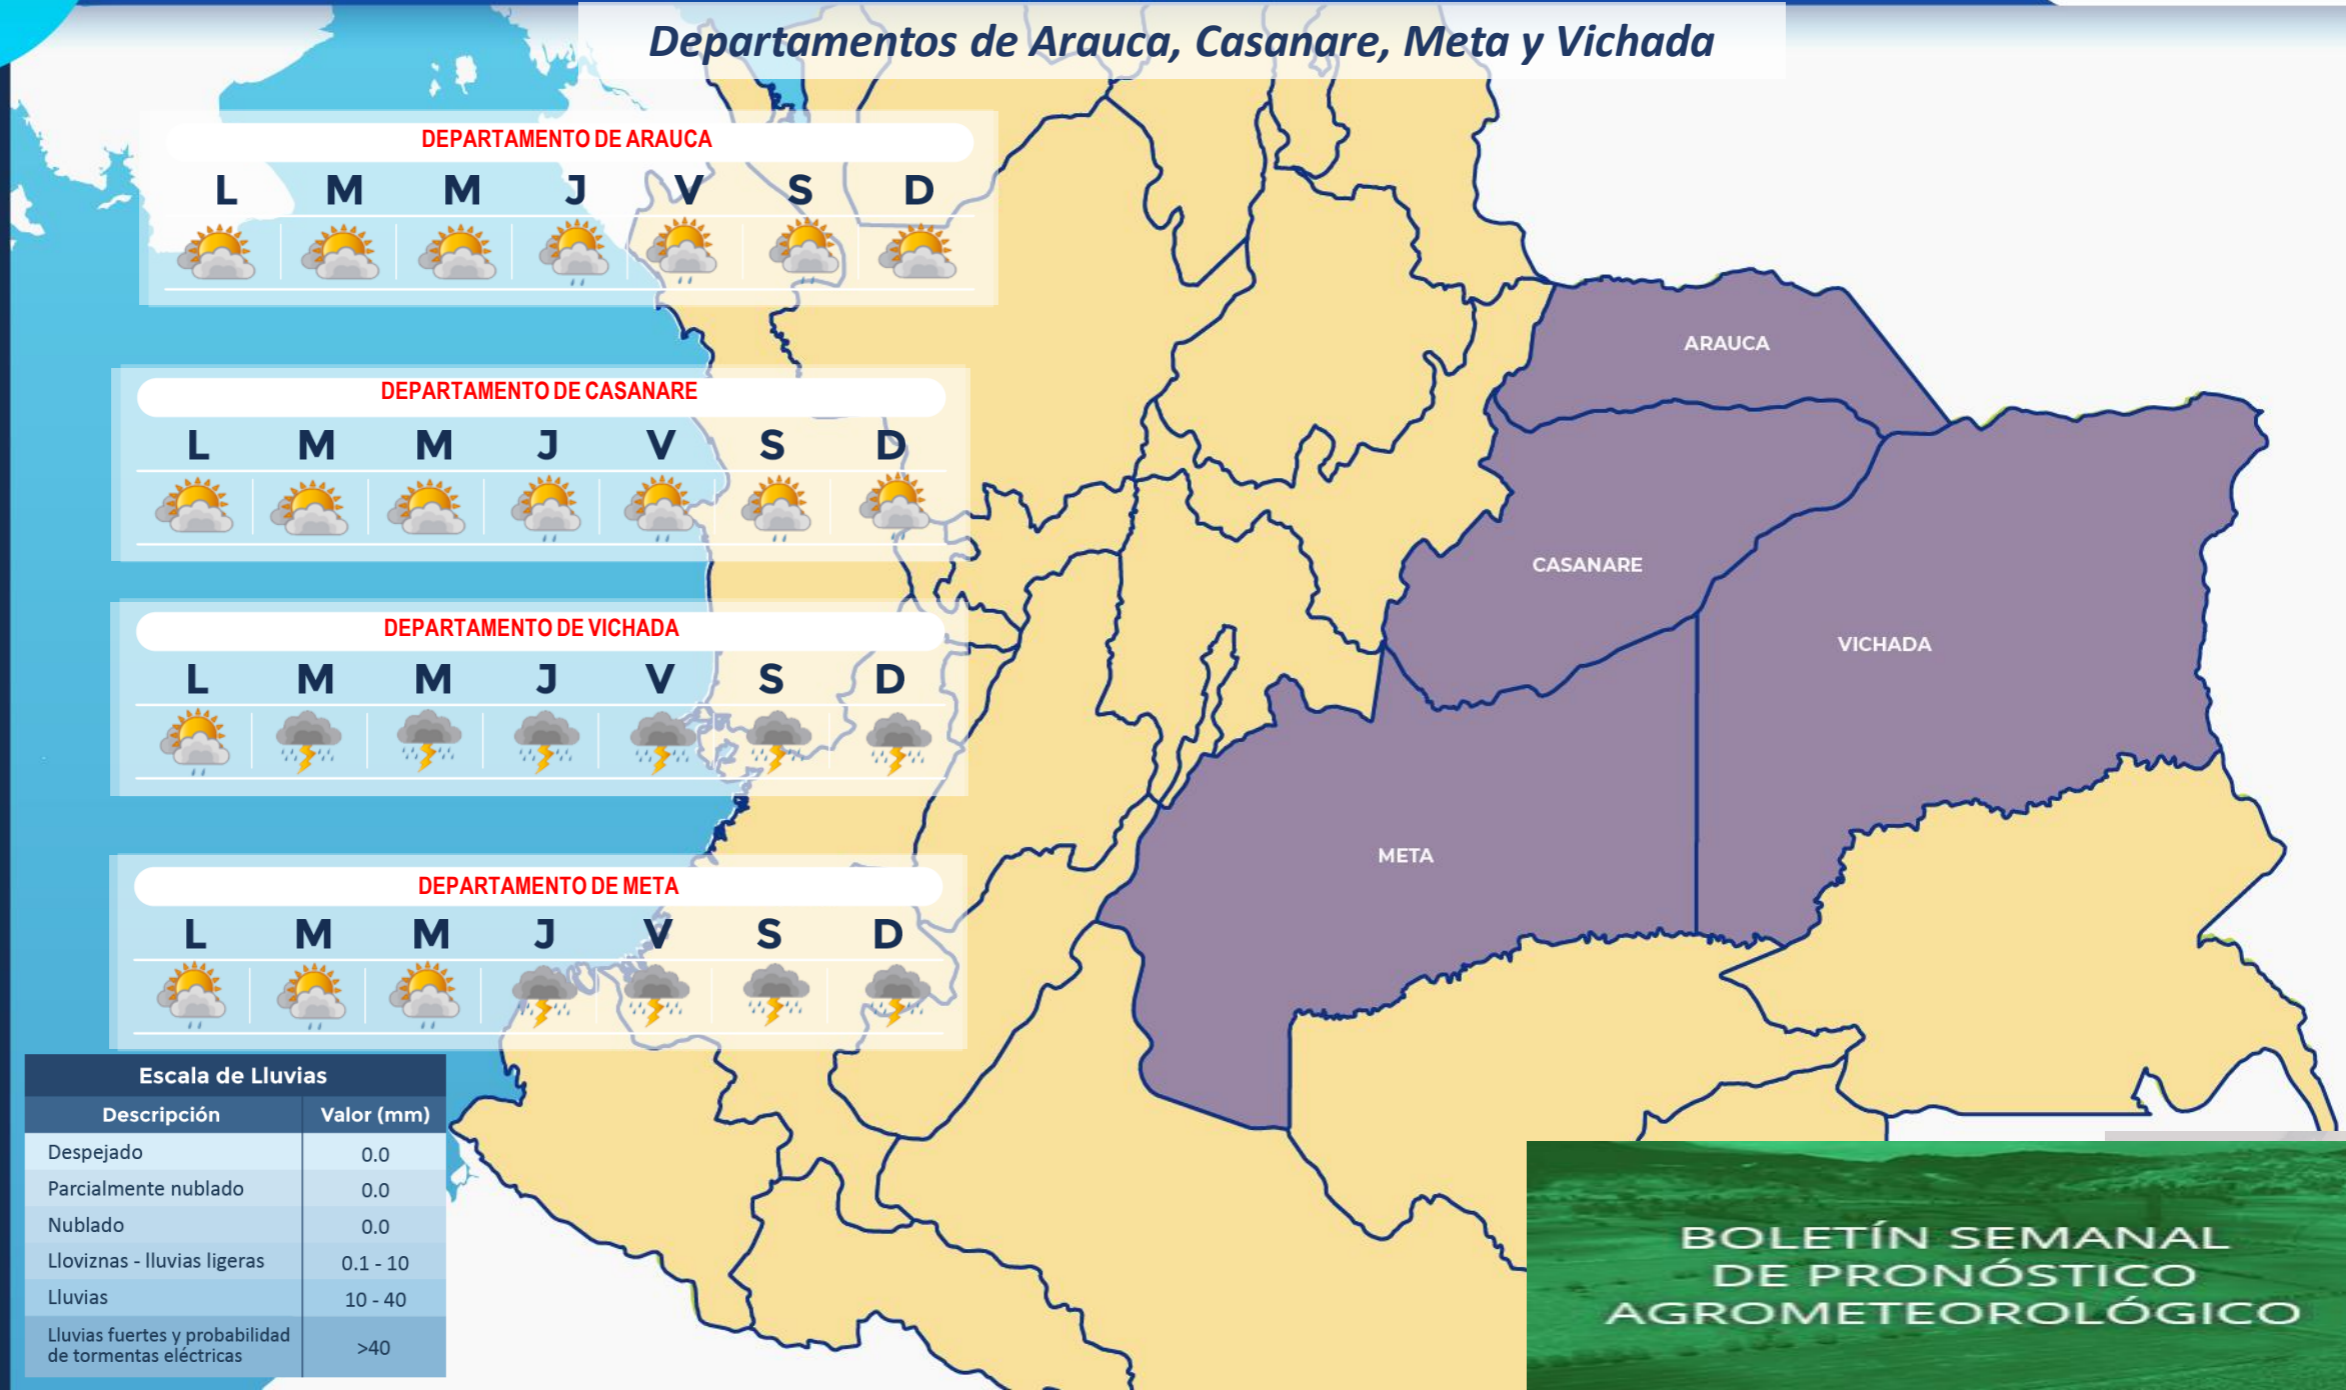 Departamentos de Arauca, Casanare, Meta y Vichada
DEPARTAMENTO DE ARAUCA
L M M J V S D
DEPARTAMENTO DE CASANARE
L M M J V S D
DEPARTAMENTO DE VICHADA
L M M J V S D
DEPARTAMENTO DE META
L M M J V S D
ARAUCA
CASANARE
VICHADA
META
Escala de Lluvias
Descripción Valor (mm)
Despejado 0.0
Parcialmente nublado 0.0
Nublado 0.0
Lloviznas - lluvias ligeras 0.1 - 10
Lluvias 10 - 40
Lluvias fuertes y probabilidad
de tormentas eléctricas >40
BOLETÍN SEMANAL
DE PRONÓSTICO
AGROMETEOROLÓGICO